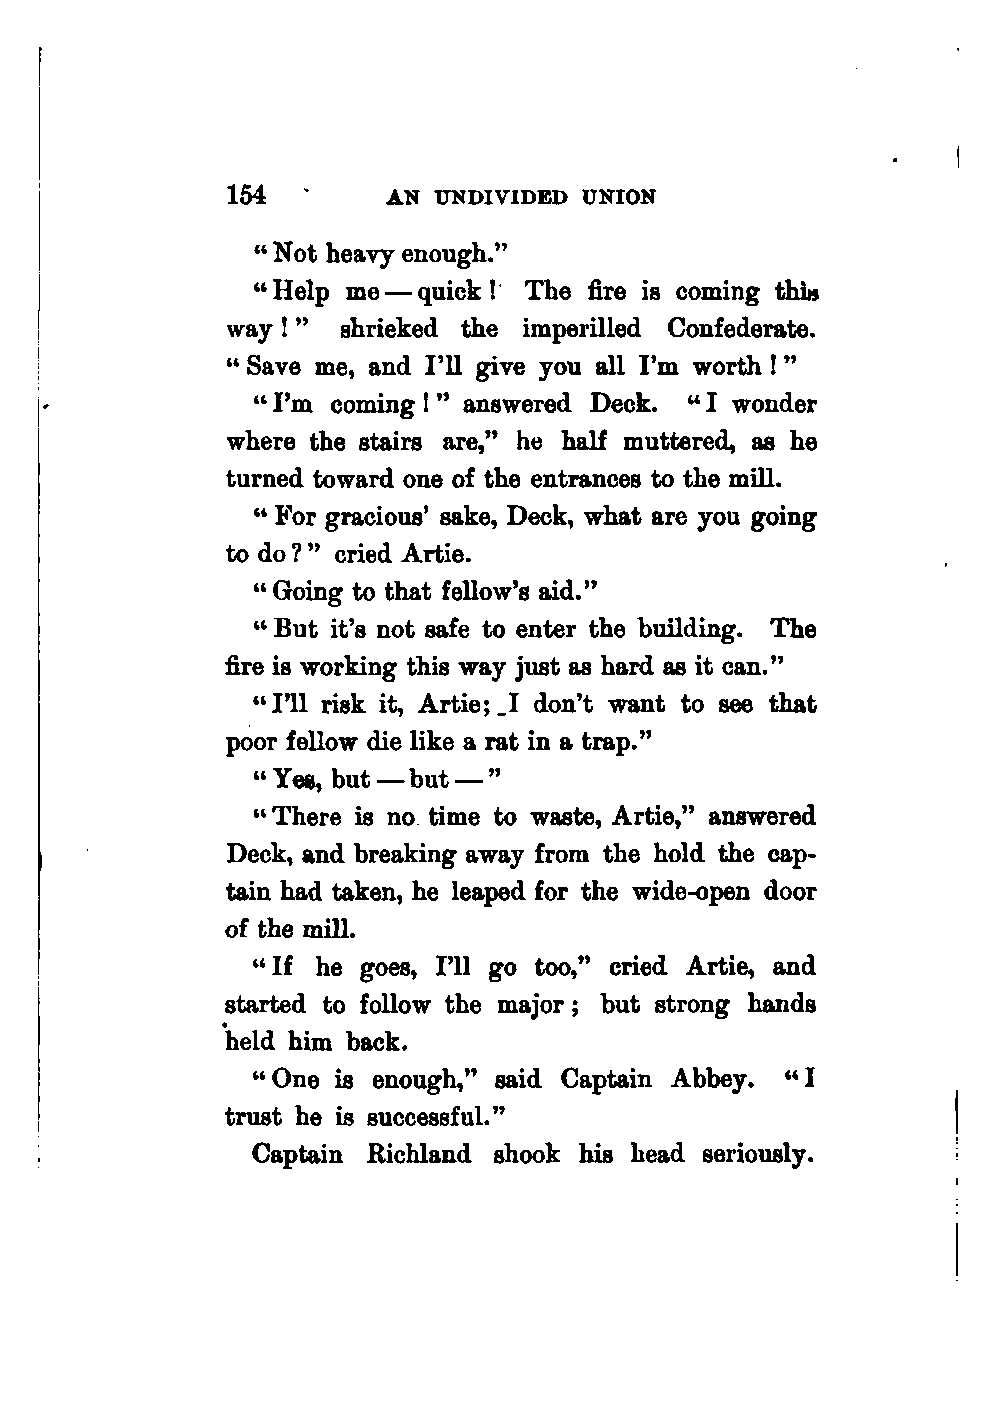 154 AN UNDIVIDED UNION
“Not heavy enough.”
“Help me — quick! The fire is coming this
way!” shrieked the imperilled Confederate.
“Save me, and I’ll give you all I’m worth!”
“I’m coming!” answered Deck. “I wonder
where the stairs are,” he half muttered, as he
turned toward one of the entrances to the mill.
“For gracious’ sake, Deck, what are you going
to do?” cried Artie.
“Going to that fellow’s aid.”
“But it’s not safe to enter the building. The
fire is working this way just as hard as it can.”
“I’ll risk it, Artie; I don’t want to see that
poor fellow die like a rat in a trap.”
“Yes, but — but — ”
“There is no time to waste, Artie,” answered
Deck, and breaking away from the hold the cap-
tain had taken, he leaped for the wide-open door
of the mill.
“If he goes, I’ll go too,” cried Artie, and
started to follow the major; but strong hands
held him back.
“One is enough,” said Captain Abbey. “I
trust he is successful.”
Captain Richland shook his head seriously.